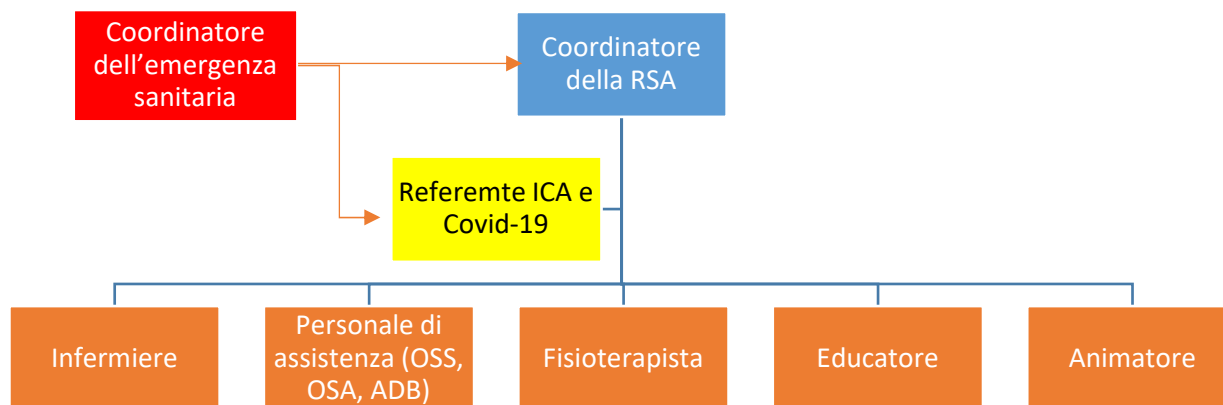 Coordinatore
dell’emergenza
sanitaria
Coordinatore
della RSA
Referemte ICA e
Covid-19
Infermiere
Personale di
assistenza (OSS,
OSA, ADB)
Fisioterapista
Educatore
Animatore